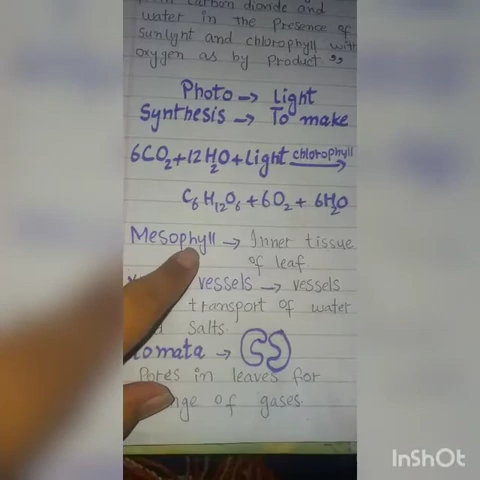 carbon dioxide and
water in the presence of
Sunlight and chlorophyll with
oxygen as by Product "
Photo → Light
Synthesis → To make
6CO₂+12H₂O+Light chlorophyll→
C₆H₁₂O₆+6O₂+6H₂O
Mesophyll → Inner tissue
of leaf
vessels → vessels
transport of water
Salts.
tomata →
Pores in leaves for
nge of gases.
InShOt